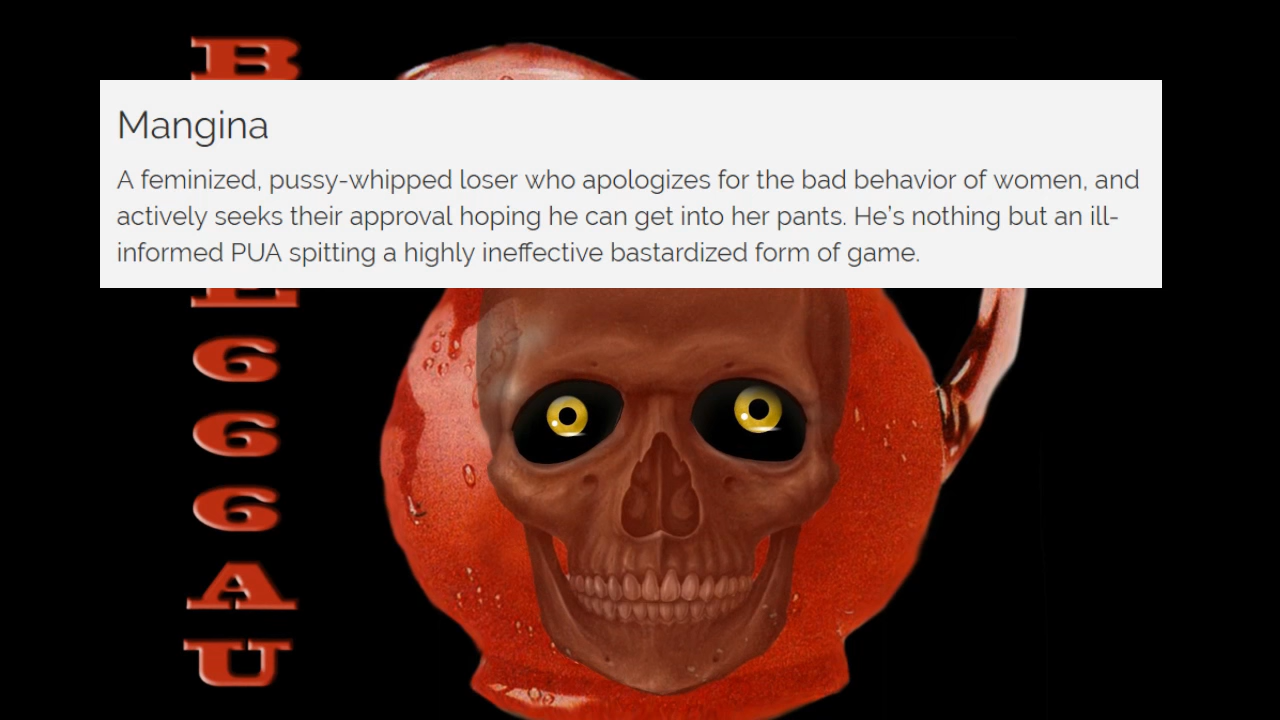 B
Mangina
A feminized, pussy-whipped loser who apologizes for the bad behavior of women, and
actively seeks their approval hoping he can get into her pants. He's nothing but an ill-
informed PUA spitting a highly ineffective bastardized form of game.
6
6
6
A
U